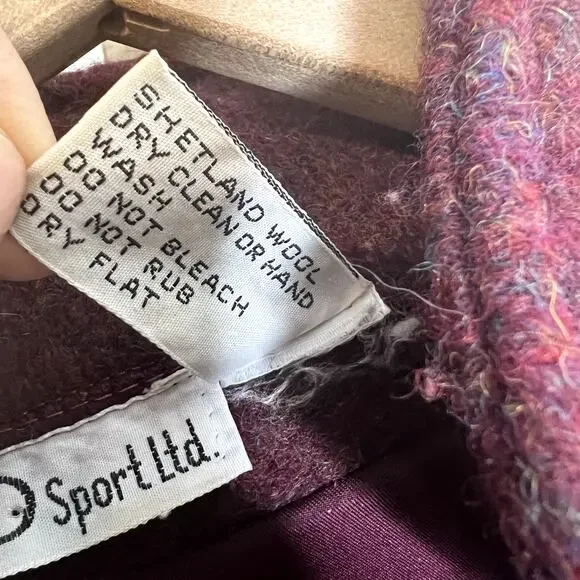 SHETLAND WOOL
DRY CLEAN OR HAND
WASH
DO NOT BLEACH
DO NOT RUB
DRY FLAT
Sport Ltd.